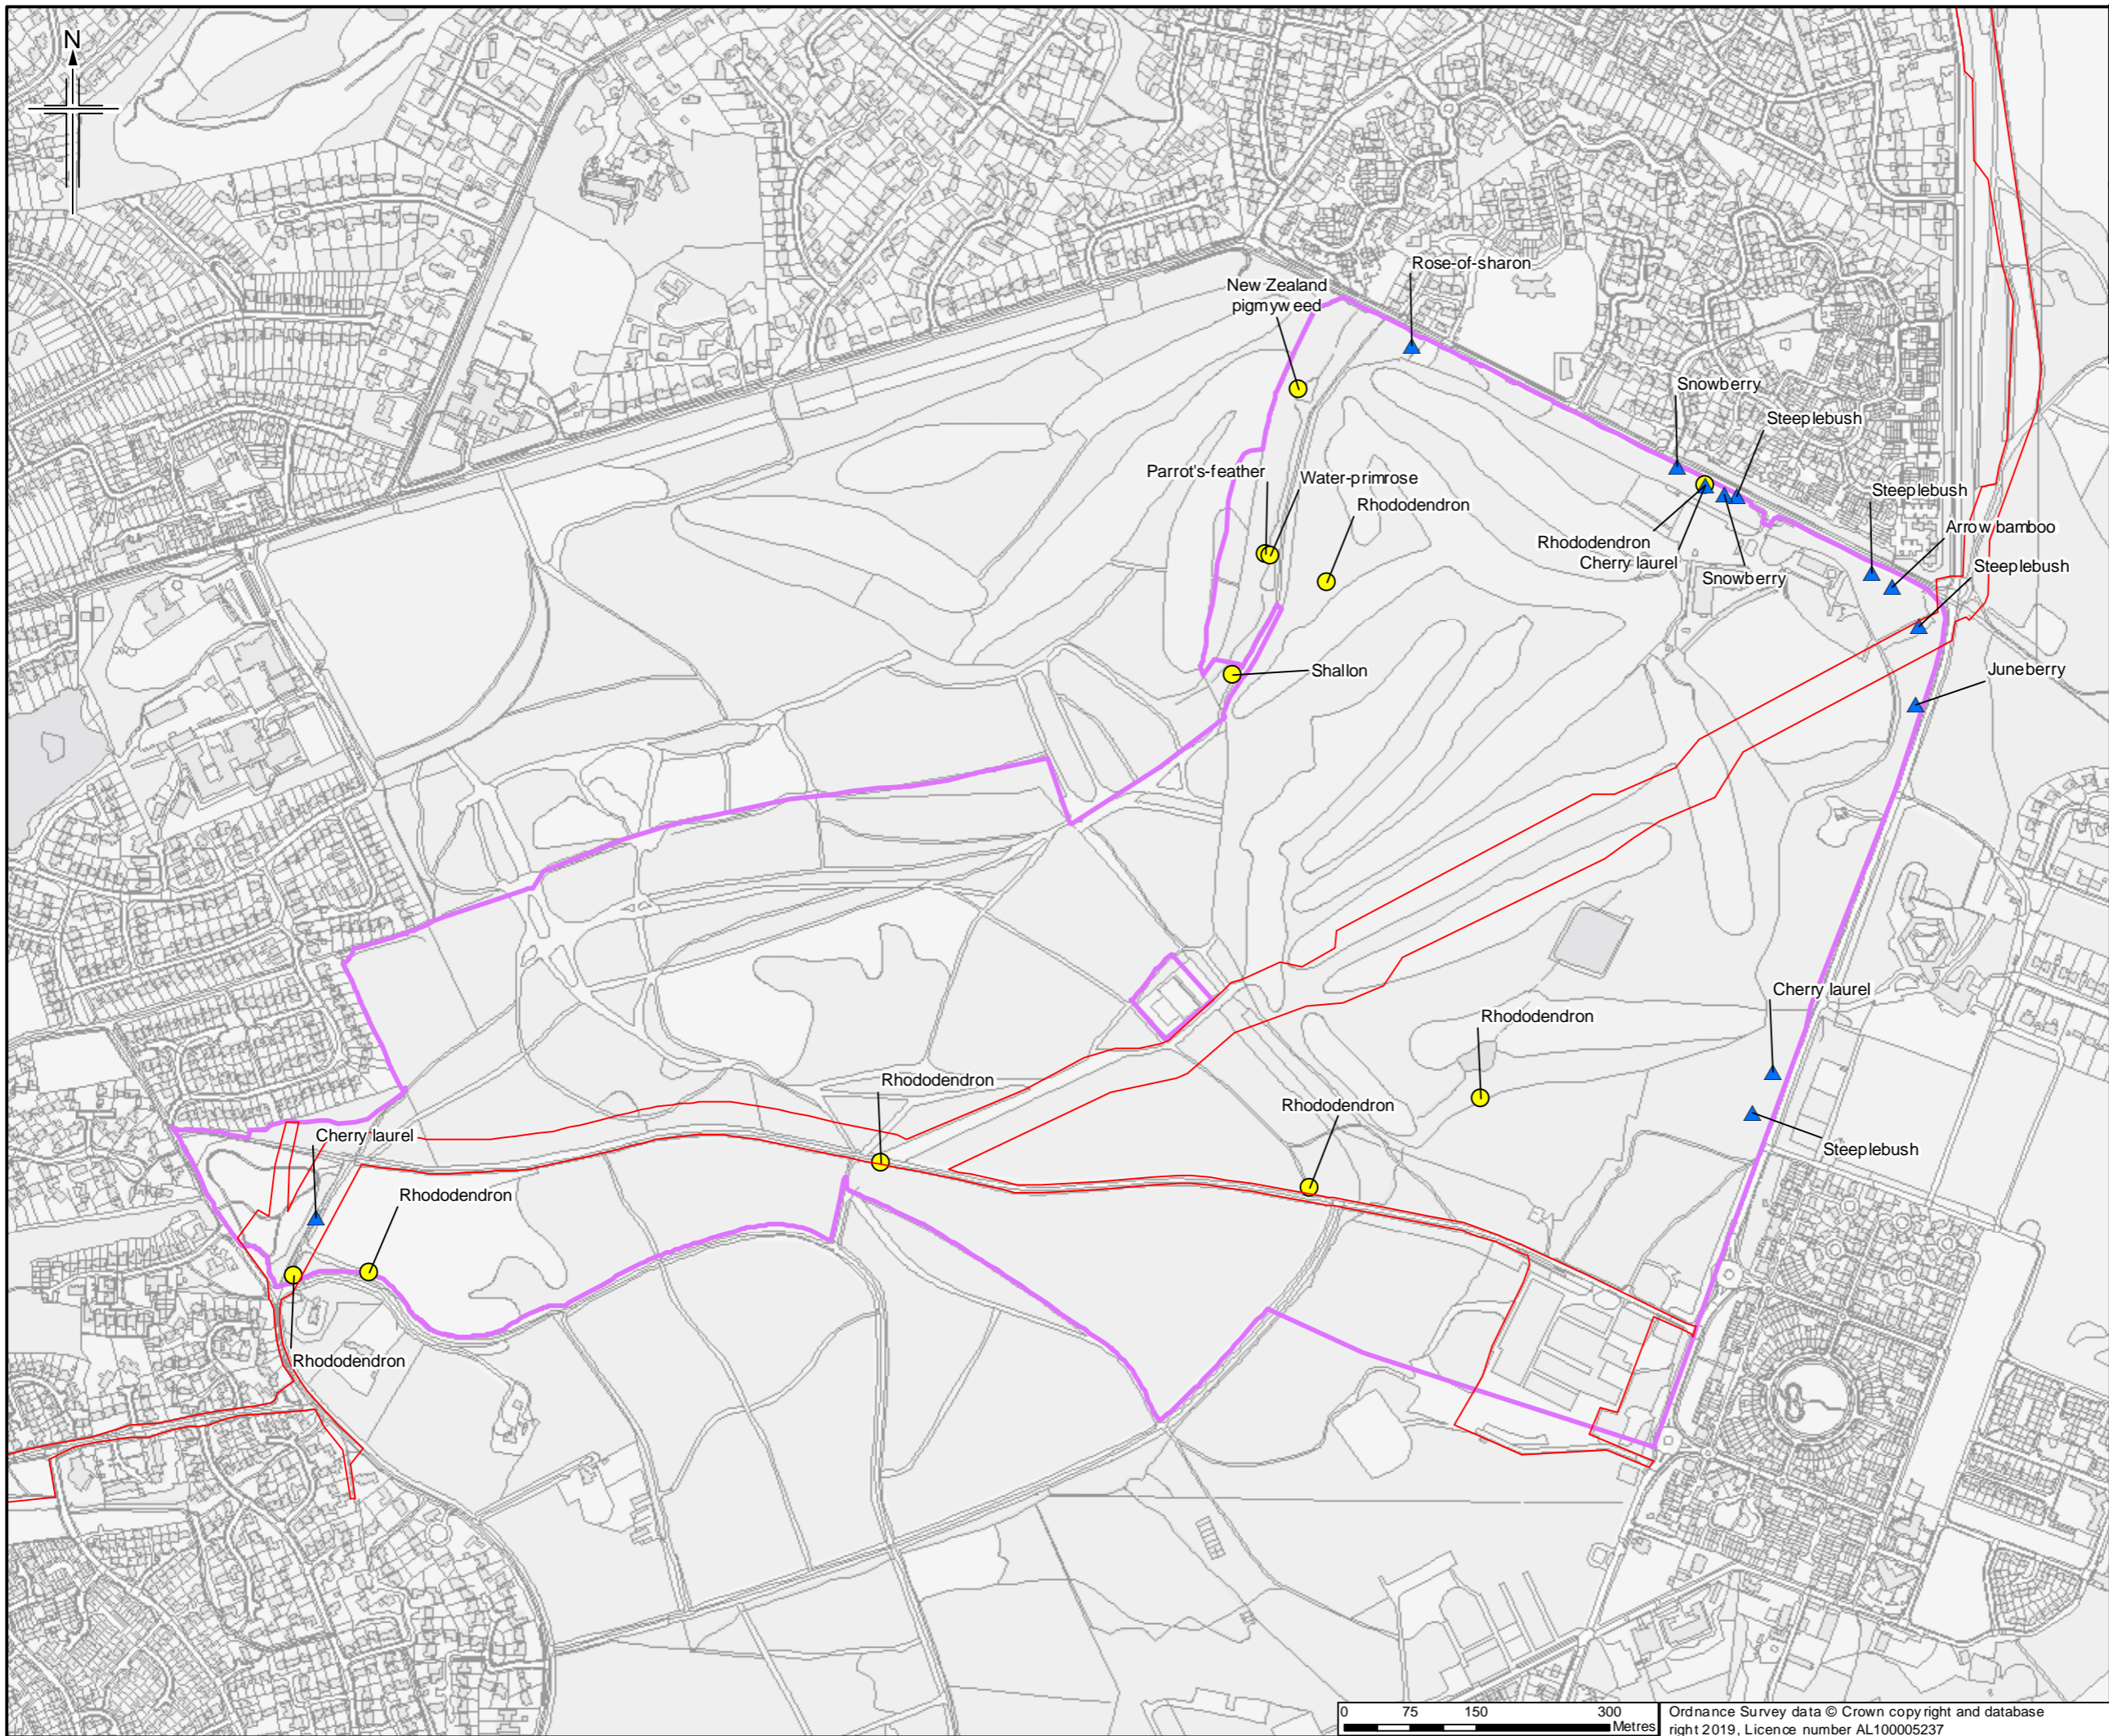 N
Rose-of-sharon
New Zealand
pigmyweed
Snowberry
Steeplebush
Parrot's-feather
Water-primrose
Steeplebush
Rhododendron
Arrow bamboo
Rhododendron
Cherry laurel
Steeplebush
Snowberry
Shallon
Juneberry
Cherry laurel
Rhododendron
Rhododendron
Rhododendron
Cherry laurel
Steeplebush
Rhododendron
Rhododendron
0 75 150 300
Metres
Ordnance Survey data © Crown copyright and database
right 2019, Licence number AL100005237